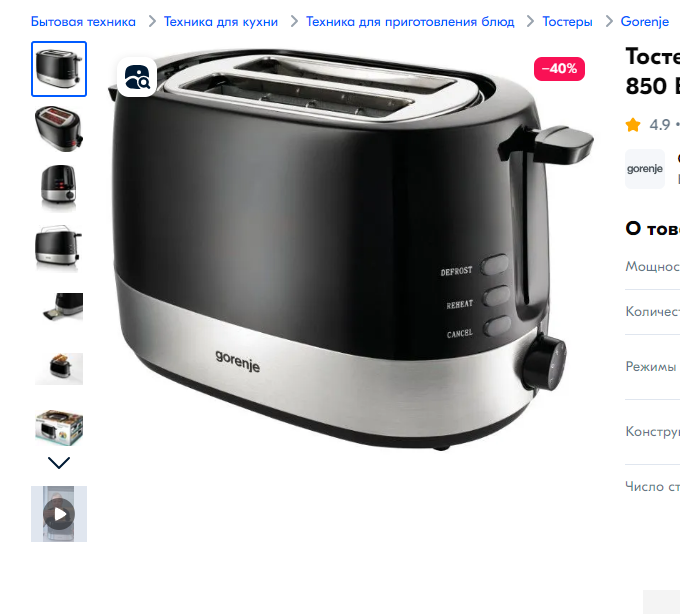 Бытовая техника
Техника для кухни
Техника для приготовления блюд
Тостеры
Gorenje
–40%
Тосте
850
4.9
gorenje
О тов
Мощнос
Количест
Режимы
Констру
Число ст
DEFROST
REHEAT
CANCEL
gorenje